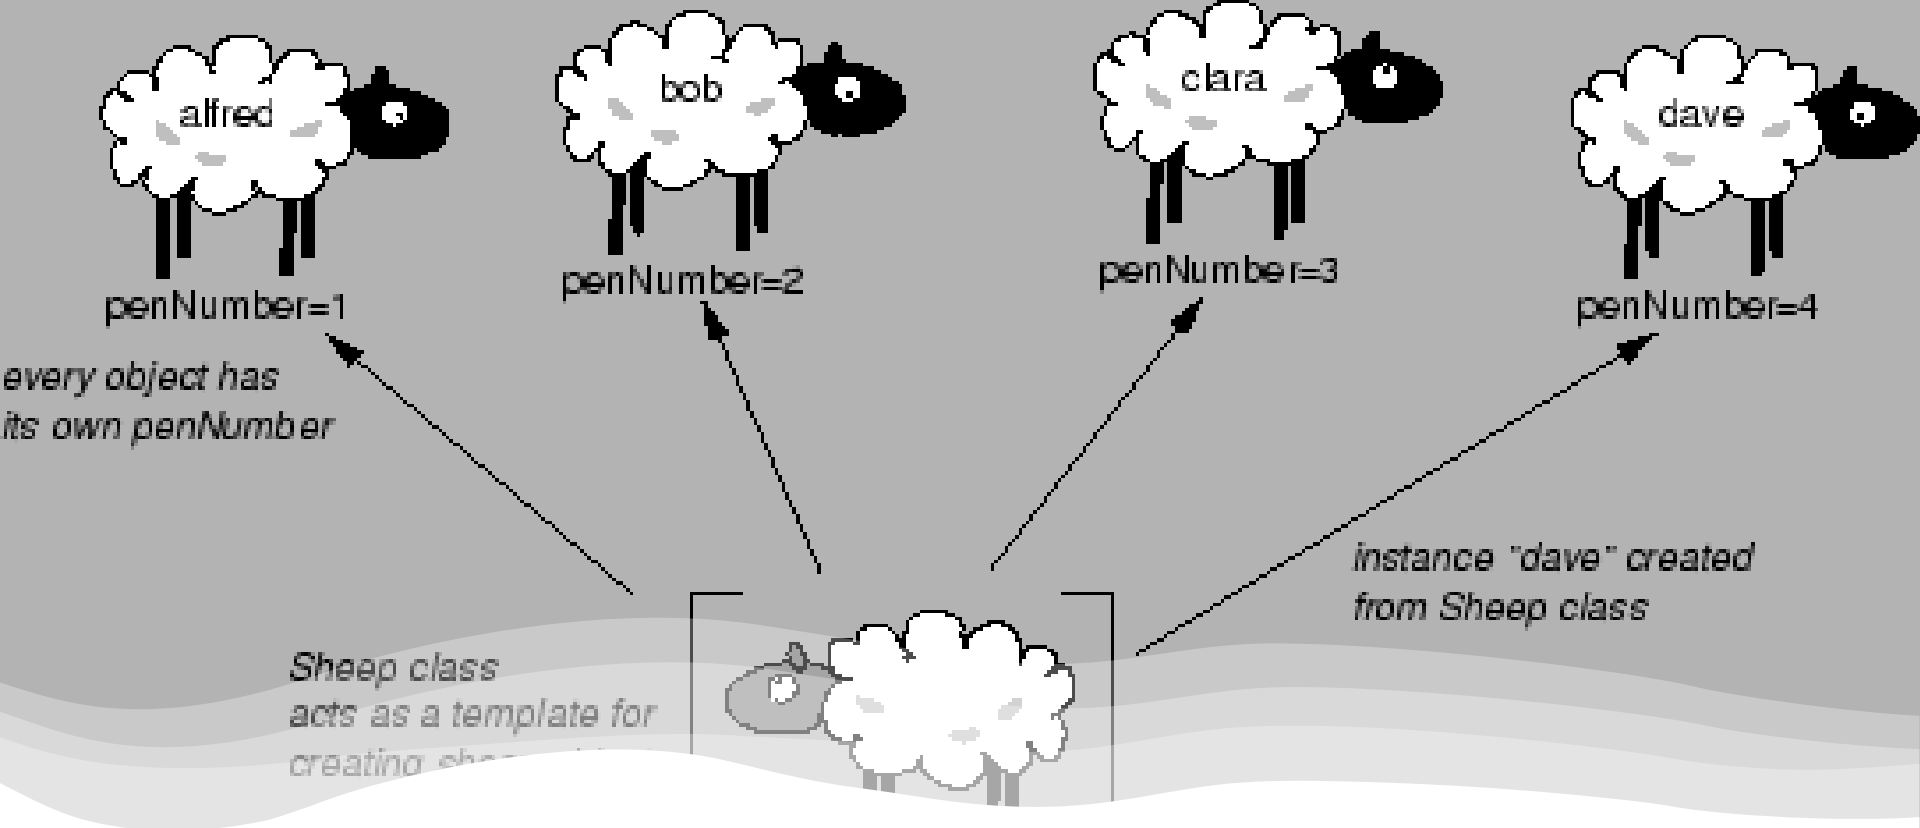 alfred
bob
clara
dave
penNumber=1
penNumber=2
penNumber=3
penNumber=4
every object has
its own penNumber
instance "dave" created
from Sheep class
Sheep class
acts as a template for
creating